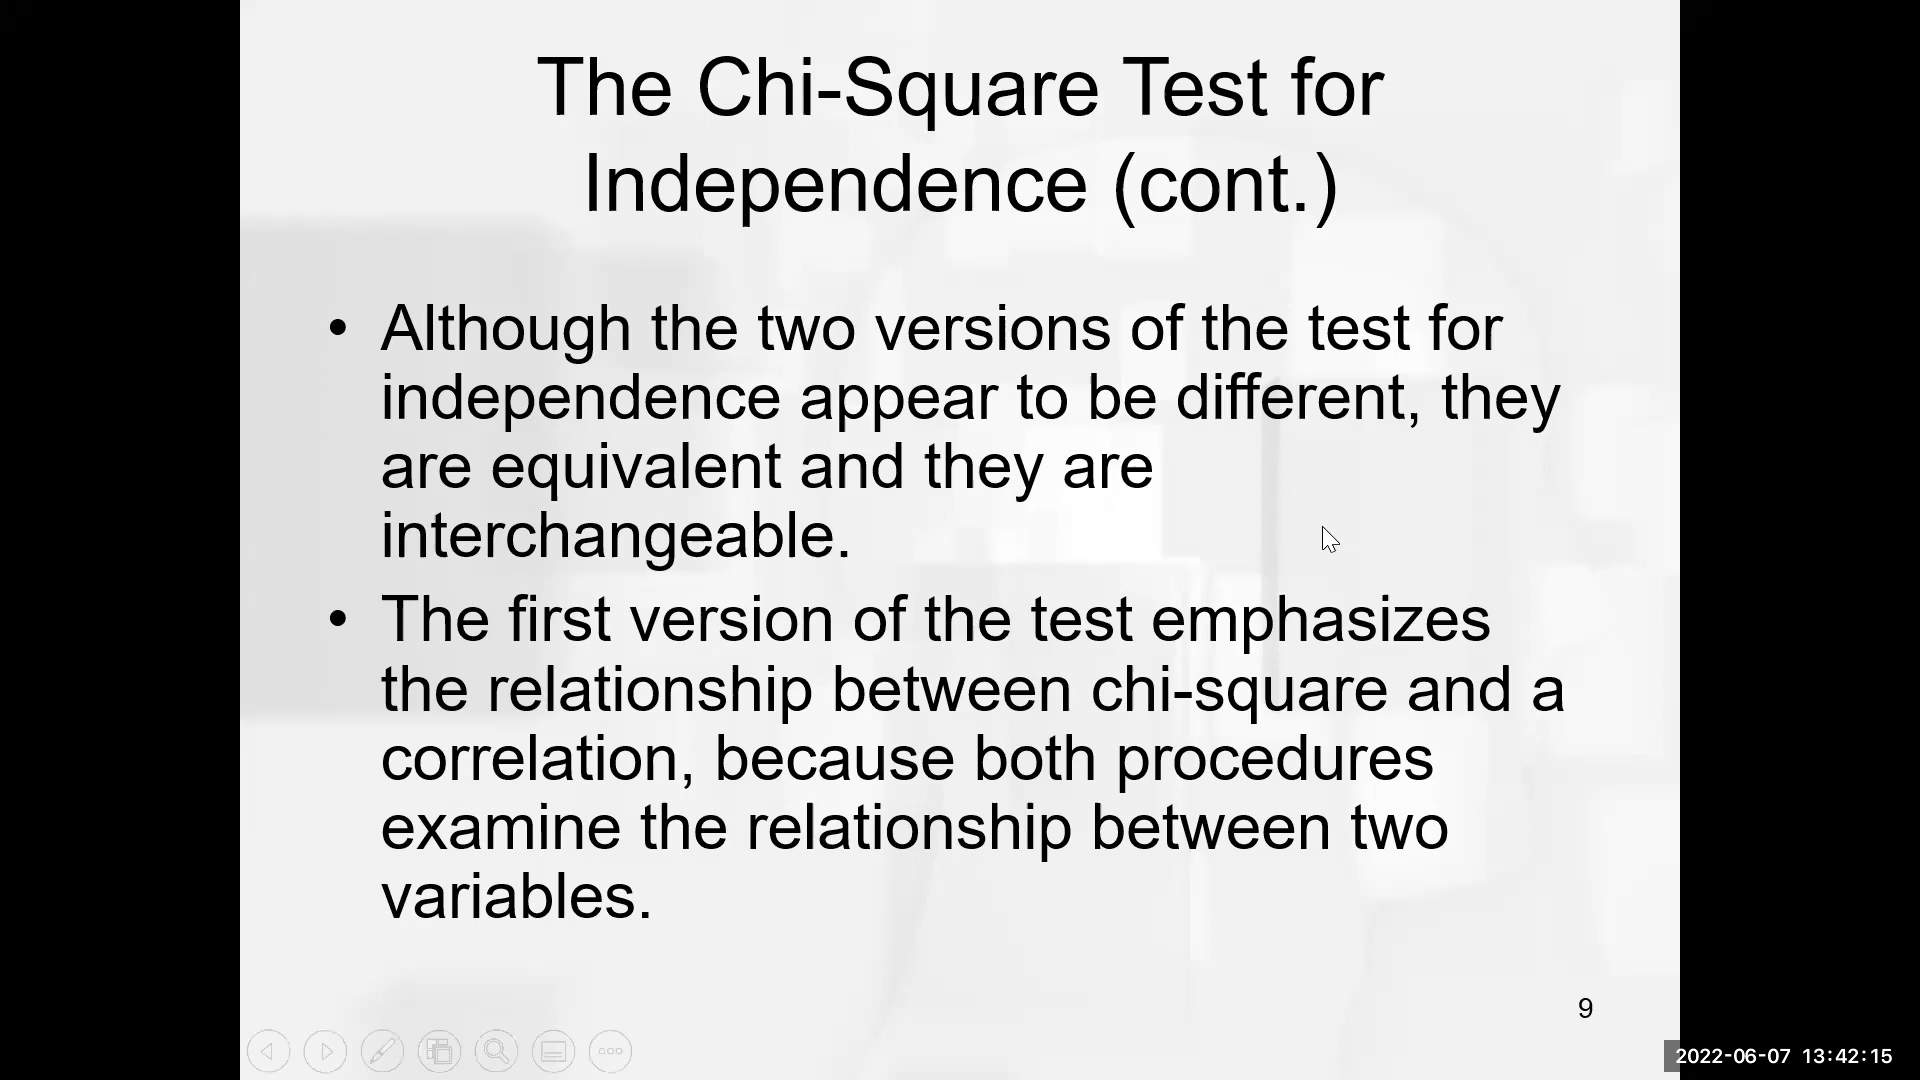 The Chi-Square Test for
Independence (cont.)
• Although the two versions of the test for
independence appear to be different, they
are equivalent and they are
interchangeable.
• The first version of the test emphasizes
the relationship between chi-square and a
correlation, because both procedures
examine the relationship between two
variables.
9
2022-06-07 13:42:15